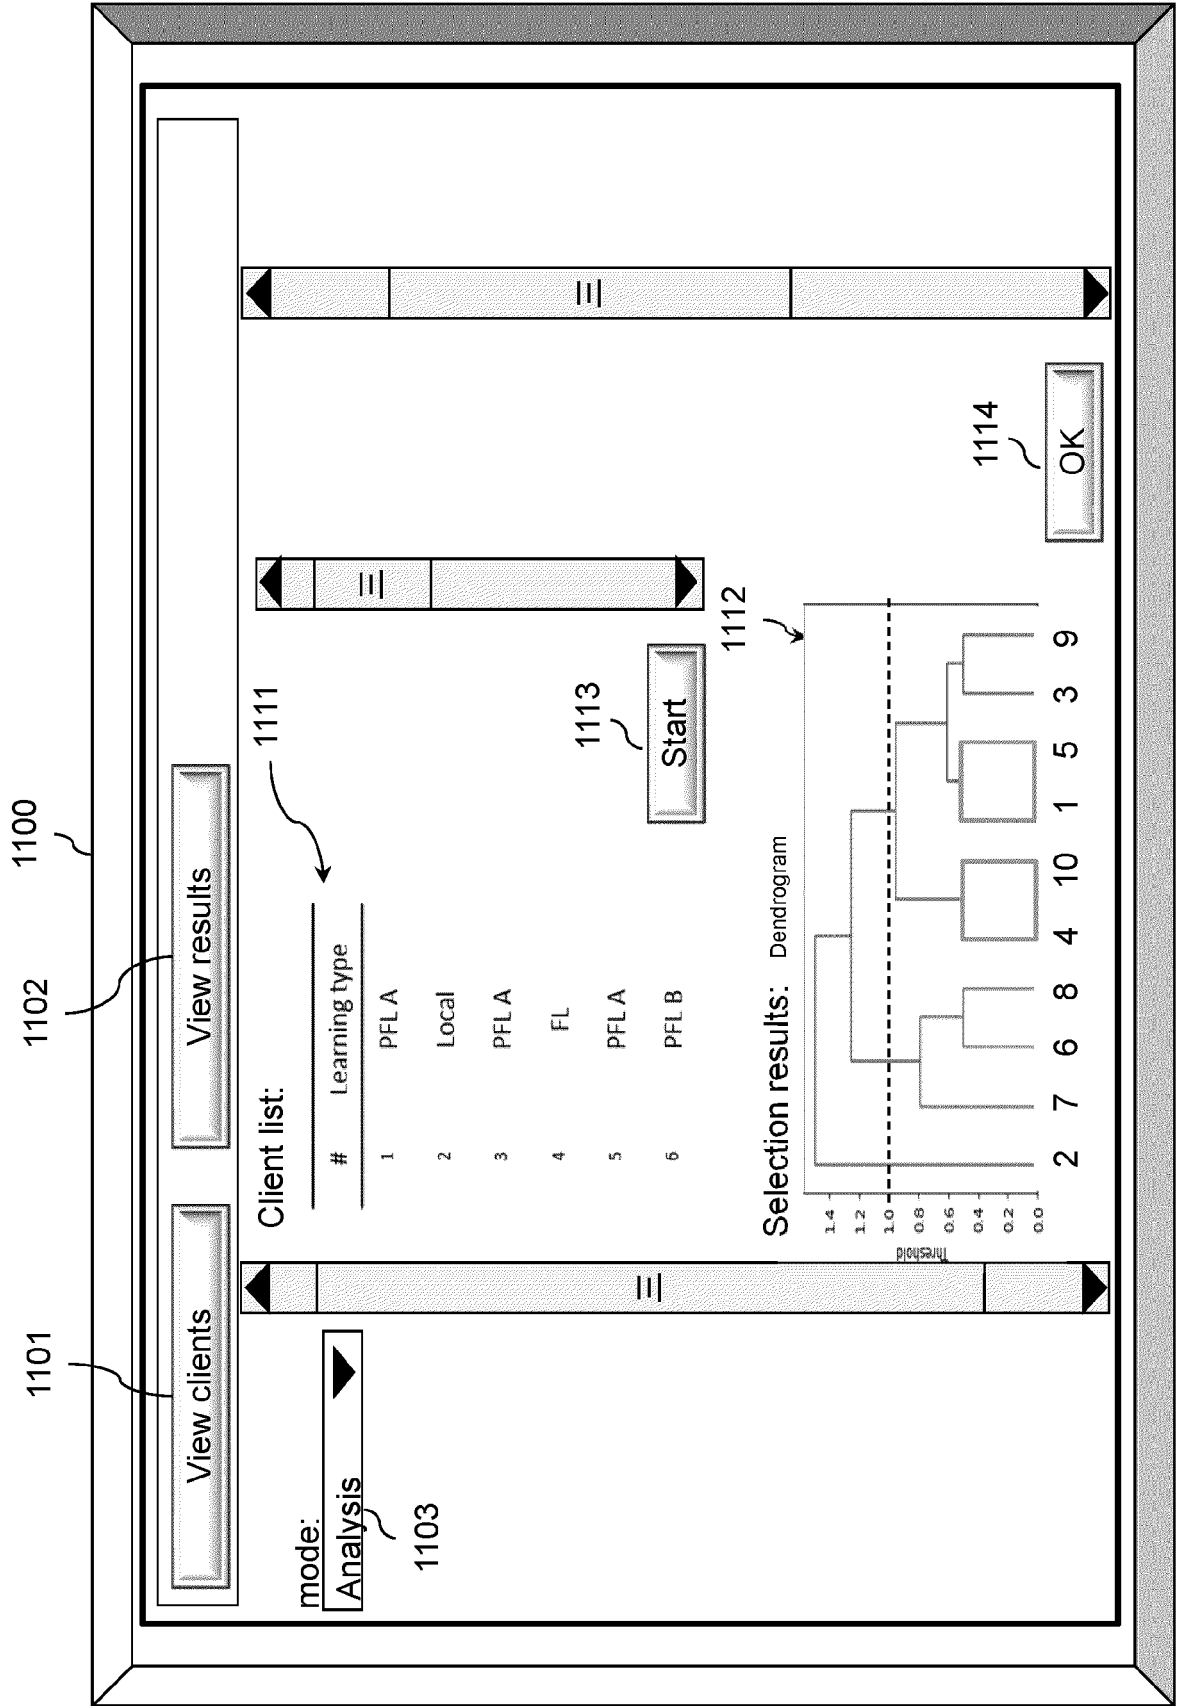 1100
1101
1102
View clients
View results
mode:
Analysis
1103
Client list:
1111
# Learning type
1 PFL A
2 Local
3 PFL A
4 FL
5 PFL A
6 PFL B
1113
Start
Selection results: Dendrogram
1112
Threshold
1.4
1.2
1.0
0.8
0.6
0.4
0.2
0.0
2 7 6 8 4 10 1 5 3 9
1114
OK